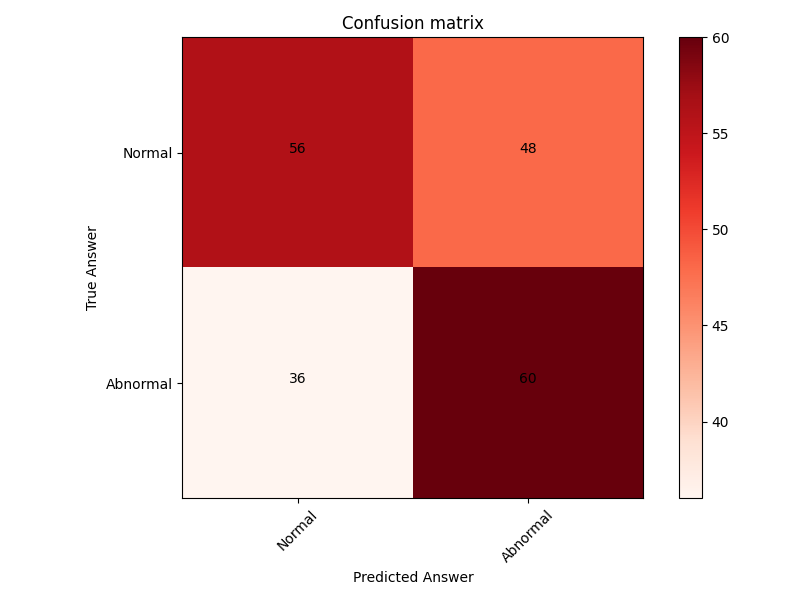 Confusion matrix
60
55
50
45
40
Normal
56
48
True Answer
Abnormal
36
60
Normal
Abnormal
Predicted Answer